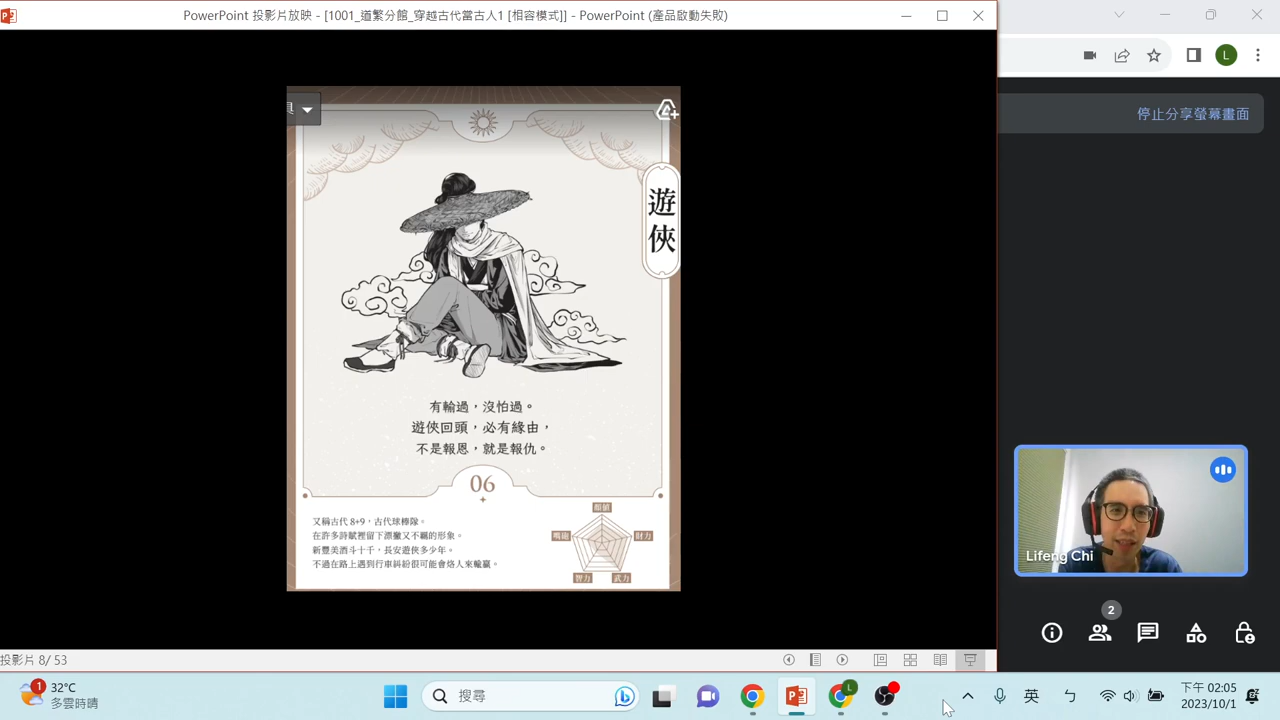 PowerPoint 投影片放映 - [1001_道繁分館_穿越古代當古人1 [相容模式]] - PowerPoint (產品啟動失敗)
L
停止分享螢幕畫面
具
遊俠
有輸過，沒怕過。
遊俠回頭，必有緣由，
不是報恩，就是報仇。
06
又稱古代 8+9，古代球棒隊。
在許多詩賦裡留下漂撇又不羈的形象。
新豐美酒斗十千，長安遊俠多少年。
不過在路上遇到行車糾紛很可能會烙人來輸贏。
顏值
財力
武力
智力
嘴砲
Lifeng Chi
2
投影片 8/ 53
1
32°C
多雲時晴
搜尋
L
英
ㄅ
下午 02:05
2023/10/1